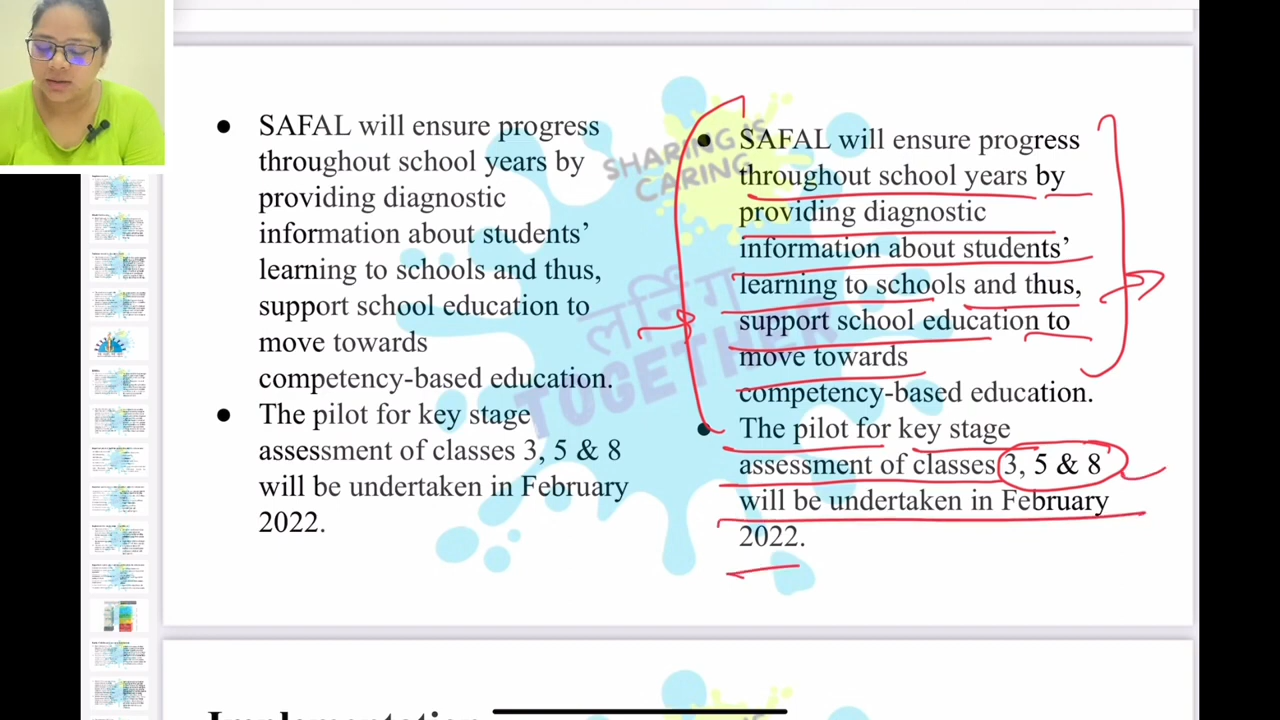 ● SAFAL will ensure progress
throughout school years by
providing diagnostic
information about students’
learning to schools and thus,
support school education to
move towards
competency-based education.
● The pilot for key stage
assessment of classes 3, 5 & 8
will be undertaken in February
2022.
● SAFAL will ensure progress
throughout school years by
providing diagnostic
information about students’
learning to schools and thus,
support school education to
move towards
competency-based education.
● The pilot for key stage
assessment of classes 3, 5 & 8
will be undertaken in February
2022.
SHARING IS
CARING
TOGETHER
Implementation